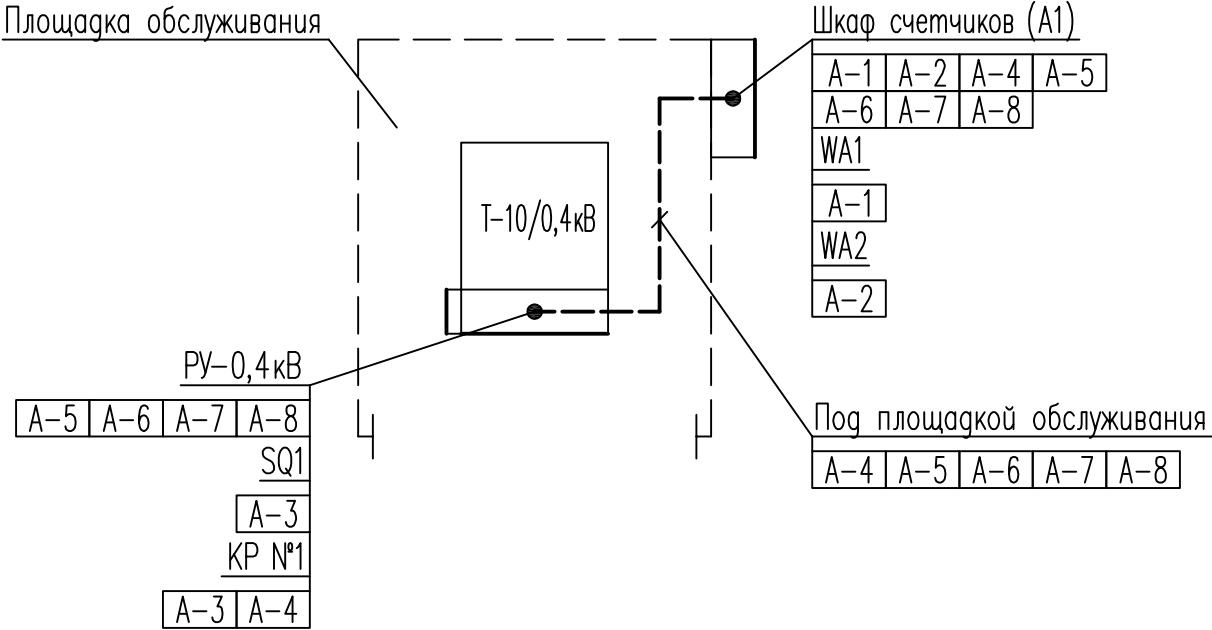 Площадка обслуживания
Шкаф счетчиков (А1)
А-1 А-2 А-4 А-5
А-6 А-7 А-8
WA1
А-1
WA2
А-2
Т-10/0,4кВ
РУ-0,4кВ
А-5 А-6 А-7 А-8
SQ1
А-3
КР №1
А-3 А-4
Под площадкой обслуживания
А-4 А-5 А-6 А-7 А-8